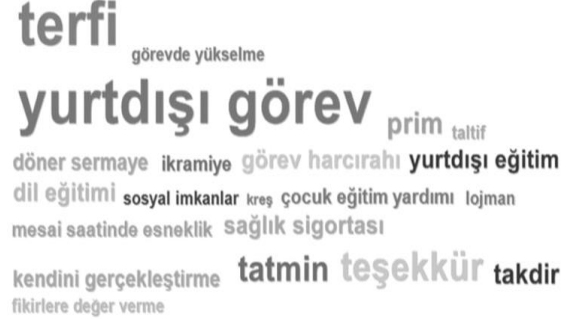 terfi
görevde yükselme
yurtdışı görev prim taltif
döner sermaye ikramiye görev harcırahı yurtdışı eğitim
dil eğitimi sosyal imkanlar kreş çocuk eğitim yardımı lojman
mesai saatinde esneklik sağlık sigortası
kendini gerçekleştirme tatmin teşekkür takdir
fikirlere değer verme